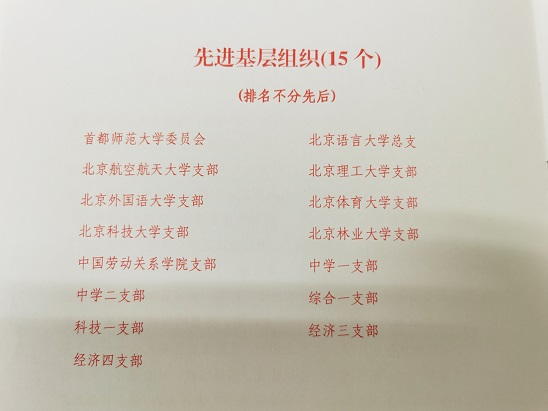 先进基层组织(15个)
(排名不分先后)
首都师范大学委员会 北京语言大学总支
北京航空航天大学支部 北京理工大学支部
北京外国语大学支部 北京体育大学支部
北京科技大学支部 北京林业大学支部
中国劳动关系学院支部 中学一支部
中学二支部 综合一支部
科技一支部 经济三支部
经济四支部